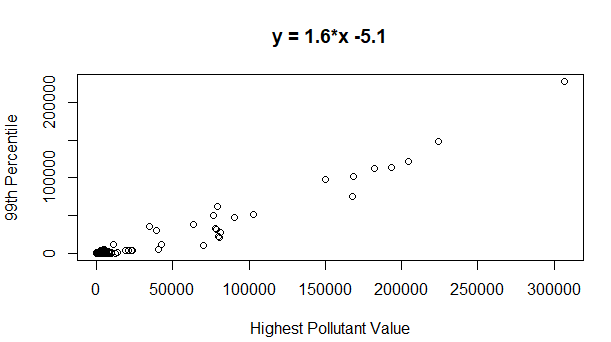 y = 1.6*x -5.1
99th Percentile
200000
100000
0
0 50000 100000 150000 200000 250000 300000
Highest Pollutant Value